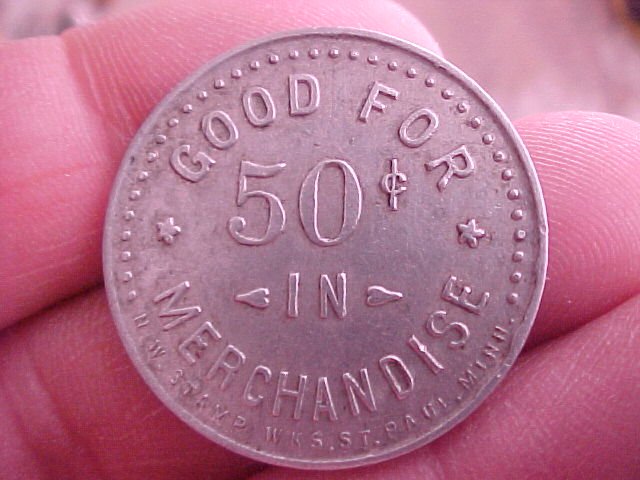 GOOD FOR
50¢
IN
MERCHANDISE
N.W. STAMP WKS. ST. PAUL, MINN.